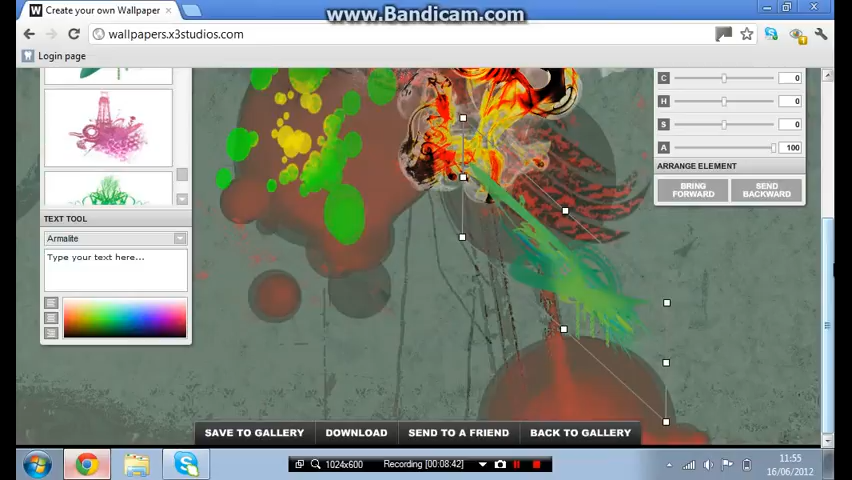 www.Bandicam.com
Create your own Wallpaper
wallpapers.x3studios.com
Login page
C 0
H 0
S 0
A 100
ARRANGE ELEMENT
BRING FORWARD
SEND BACKWARD
TEXT TOOL
Armalite
Type your text here...
SAVE TO GALLERY
DOWNLOAD
SEND TO A FRIEND
BACK TO GALLERY
1024x600
Recording [00:08:42]
11:55
16/06/2012